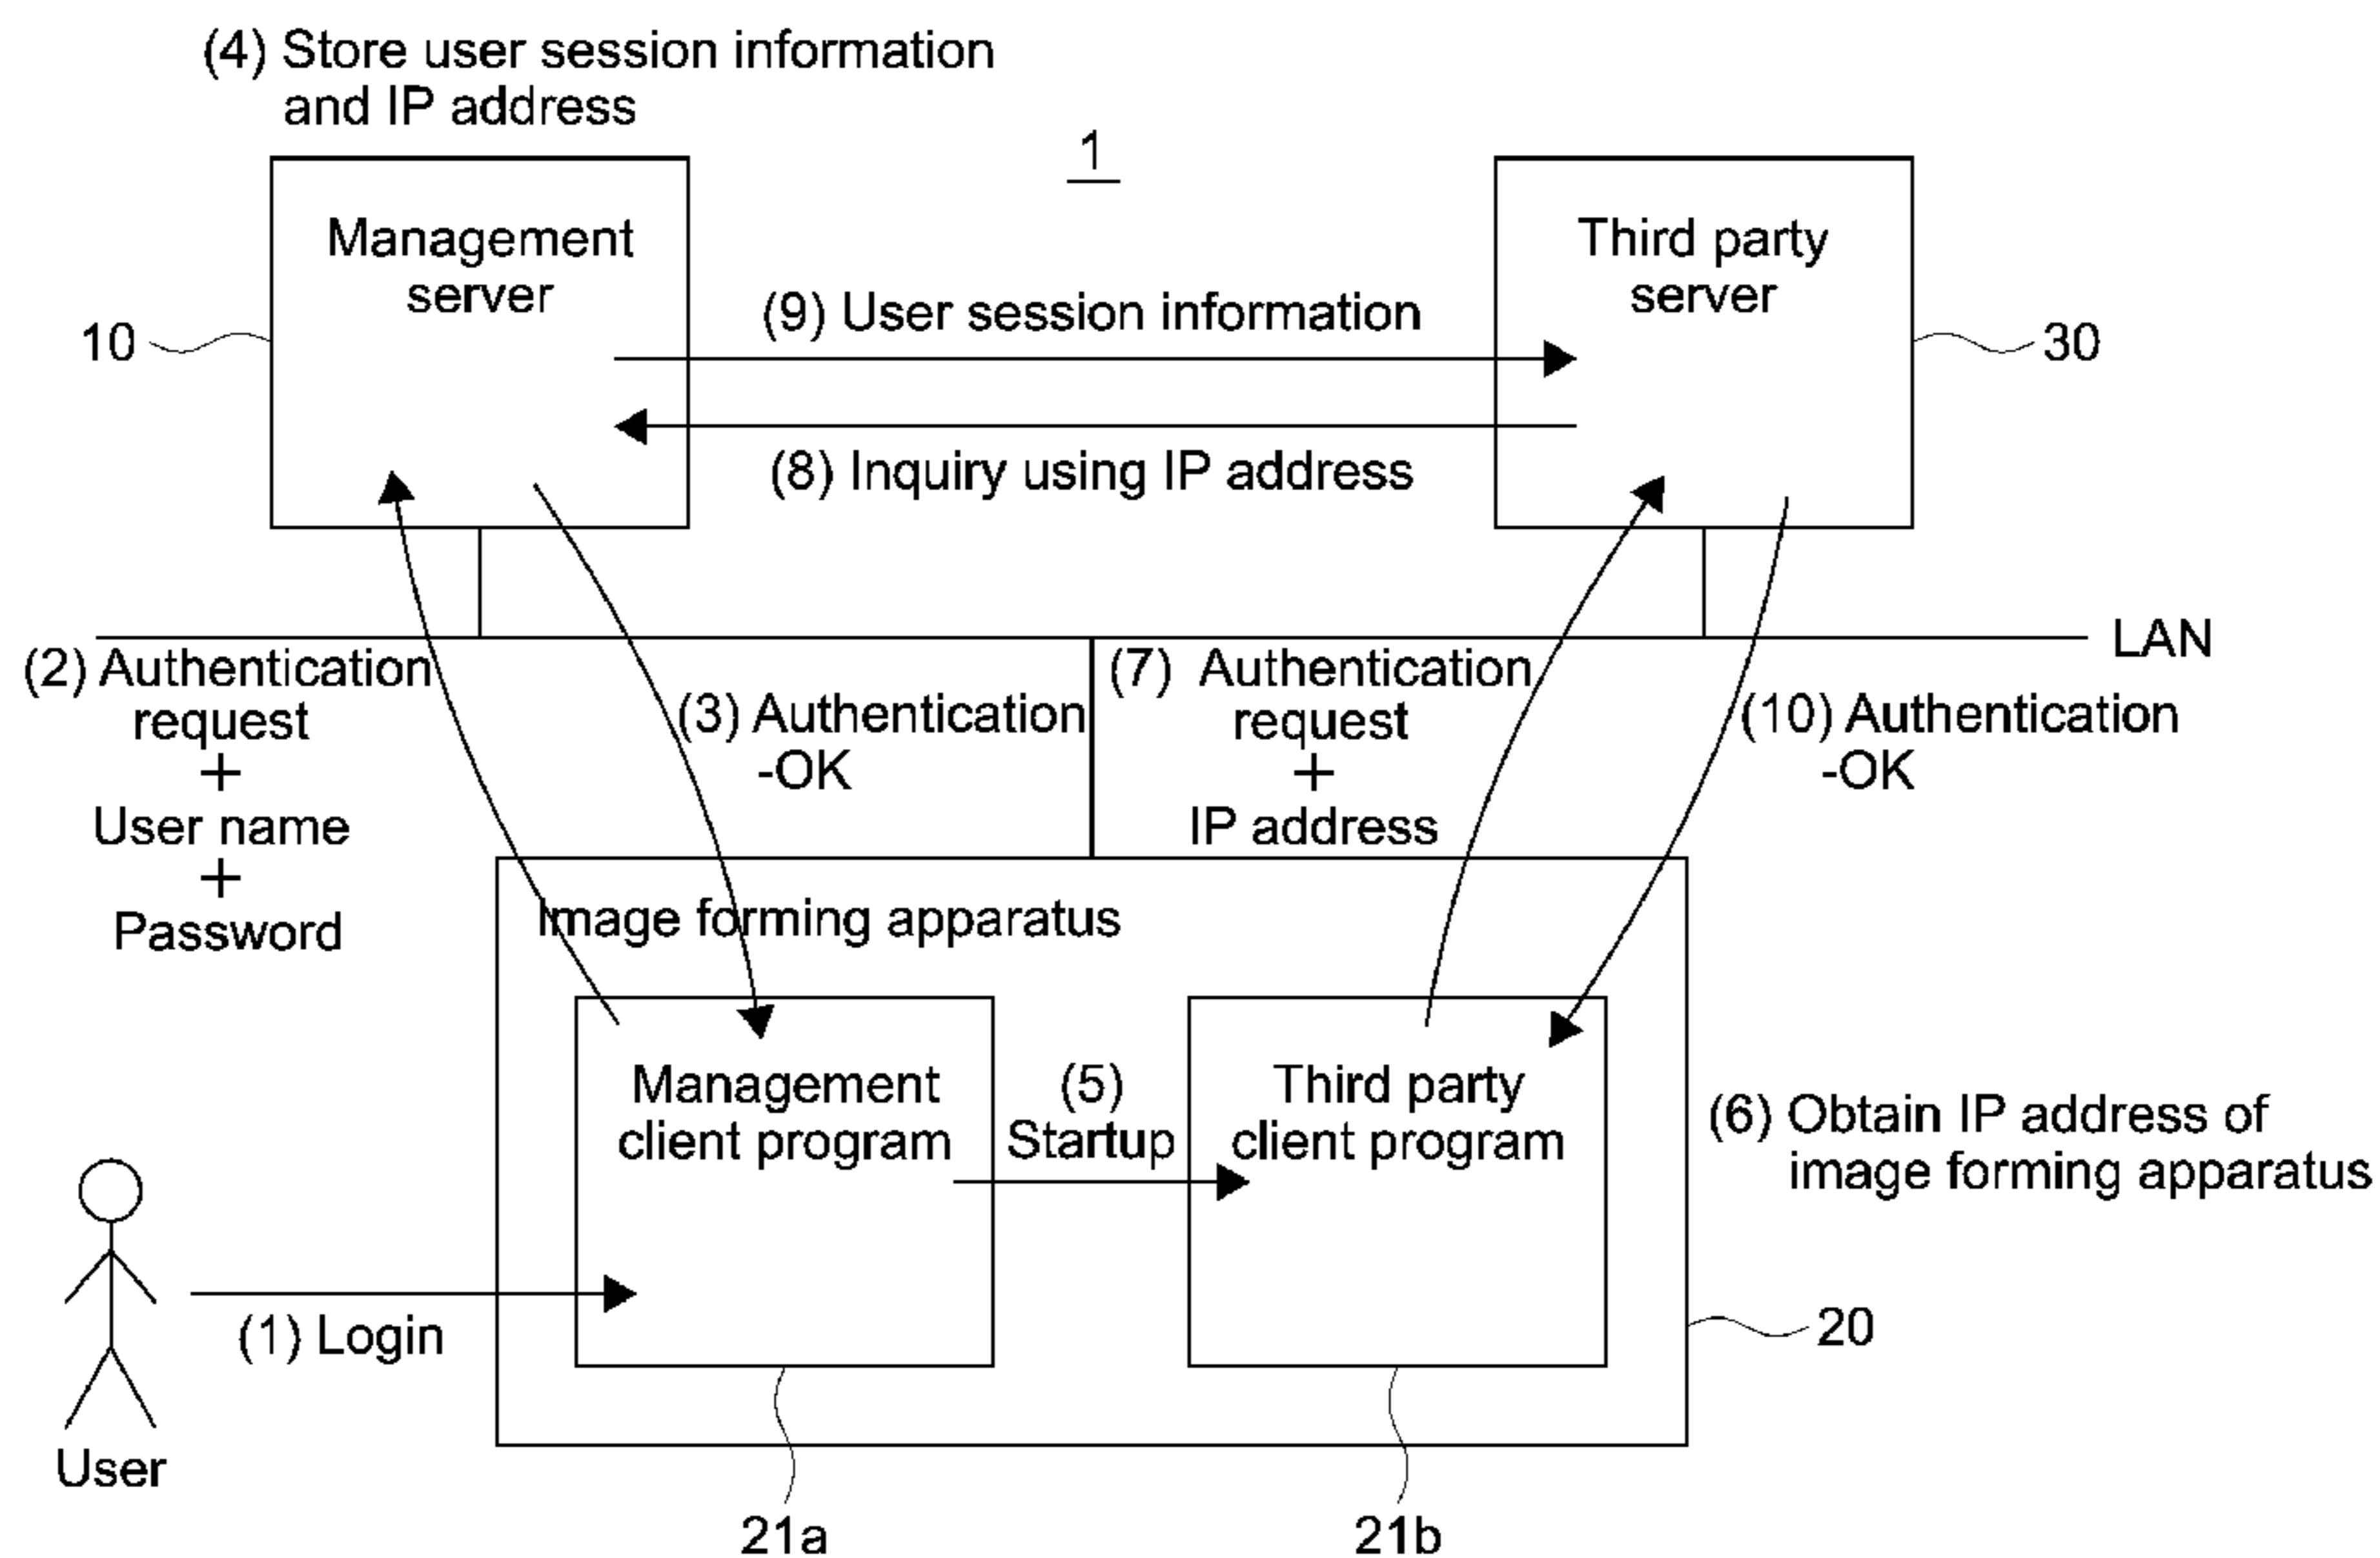 (4) Store user session information
and IP address
1
Management
server
Third party
server
(9) User session information
10
30
(8) Inquiry using IP address
LAN
(2) Authentication
request
+
User name
+
Password
(3) Authentication
-OK
(7) Authentication
request
+
IP address
(10) Authentication
-OK
Image forming apparatus
Management
client program
(5)
Startup
Third party
client program
(6) Obtain IP address of
image forming apparatus
(1) Login
20
User
21a
21b